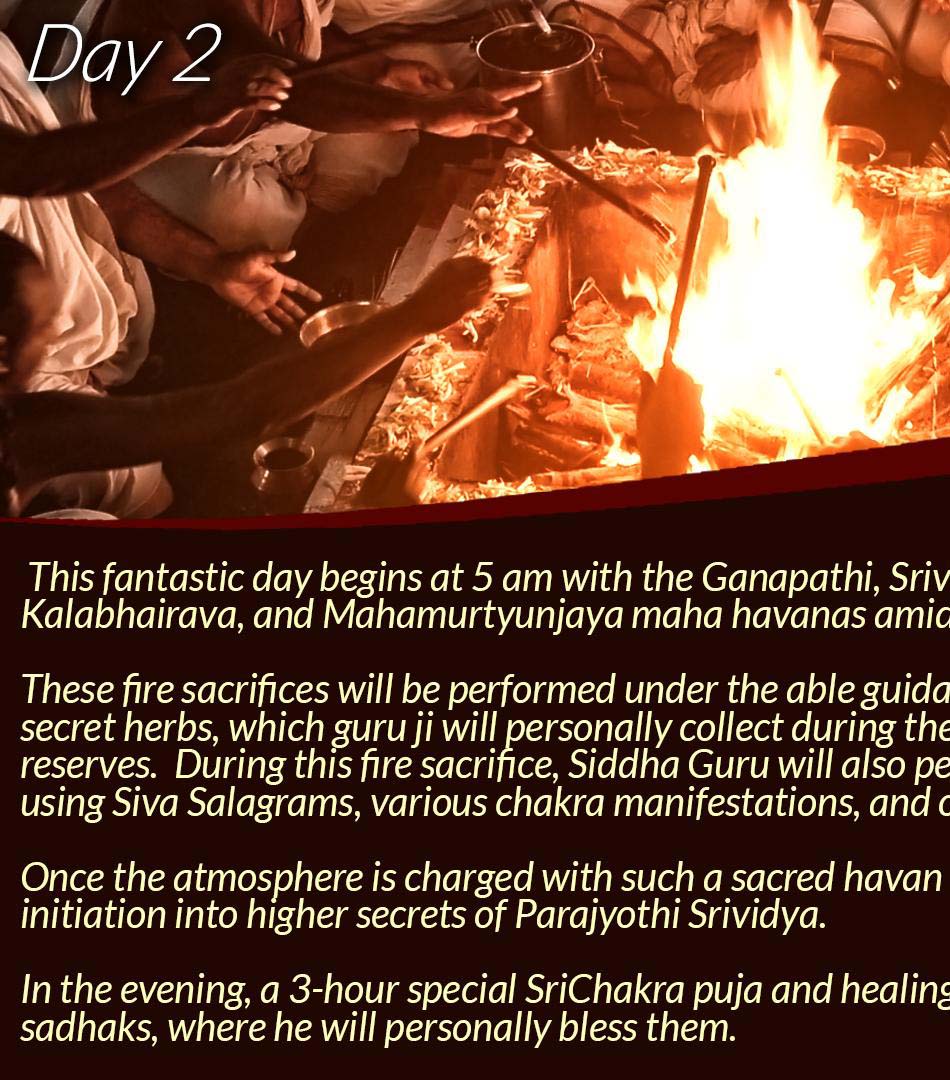 Day 2
This fantastic day begins at 5 am with the Ganapathi,
Kalabhairava, and Mahamurtyunjaya maha havanas
These fire sacrifices will be performed under the able
secret herbs, which guru ji will personally collect during the
reserves. During this fire sacrifice, Siddha Guru will also
using Siva Salagrams, various chakra manifestations, and
Once the atmosphere is charged with such a sacred havan
initiation into higher secrets of Parajyothi Srividya.
In the evening, a 3-hour special SriChakra puja and healing
sadhaks, where he will personally bless them.